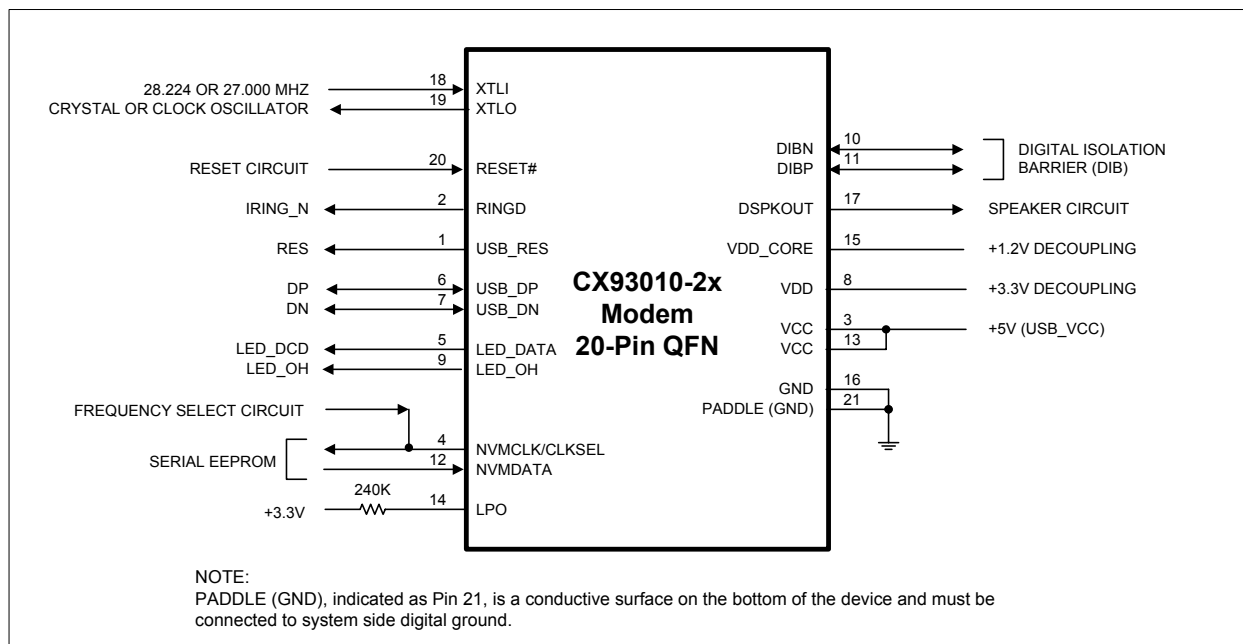 28.224 OR 27.000 MHZ
CRYSTAL OR CLOCK OSCILLATOR
18
XTLI
19
XTLO
RESET CIRCUIT
20
RESET#
IRING_N
2
RINGD
RES
1
USB_RES
DP
6
USB_DP
DN
7
USB_DN
LED_DCD
5
LED_DATA
LED_OH
9
LED_OH
FREQUENCY SELECT CIRCUIT
SERIAL EEPROM
4
NVMCLK/CLKSEL
12
NVMDATA
+3.3V
240K
14
LPO
CX93010-2x
Modem
20-Pin QFN
DIBN
10
DIBP
11
DIGITAL ISOLATION
BARRIER (DIB)
DSPKOUT
17
SPEAKER CIRCUIT
VDD_CORE
15
+1.2V DECOUPLING
VDD
8
+3.3V DECOUPLING
VCC
3
+5V (USB_VCC)
VCC
13
GND
16
PADDLE (GND)
21
NOTE:
PADDLE (GND), indicated as Pin 21, is a conductive surface on the bottom of the device and must be
connected to system side digital ground.